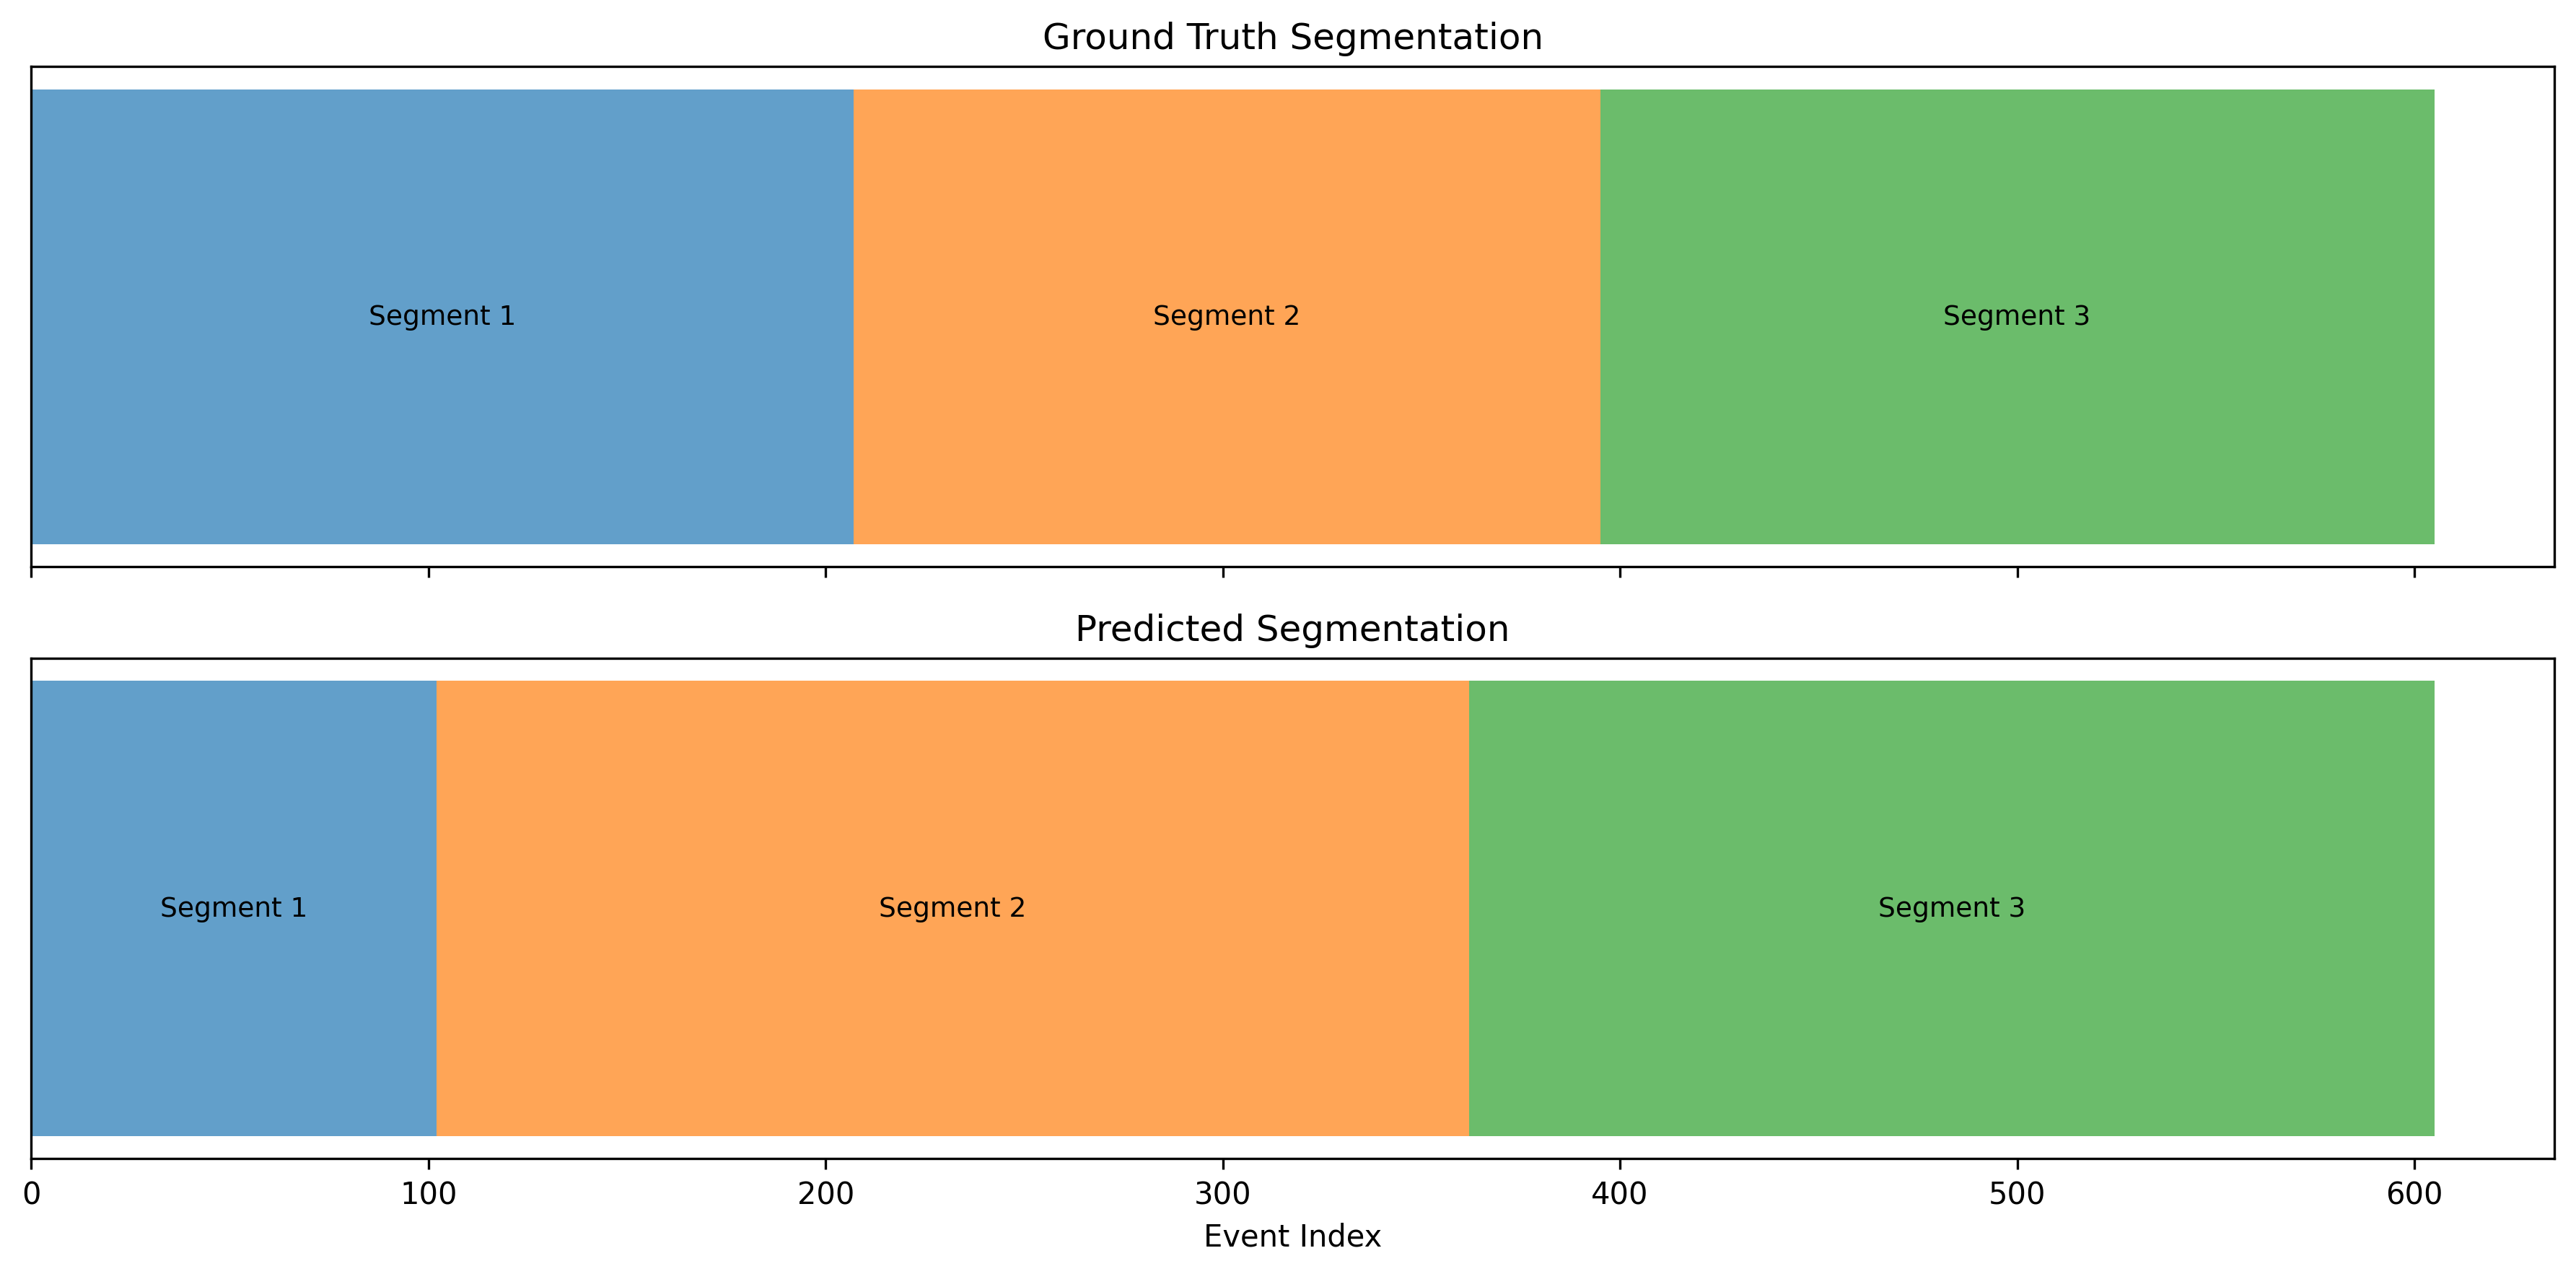 Ground Truth Segmentation
Segment 1 Segment 2 Segment 3
Predicted Segmentation
Segment 1 Segment 2 Segment 3
0 100 200 300 400 500 600
Event Index